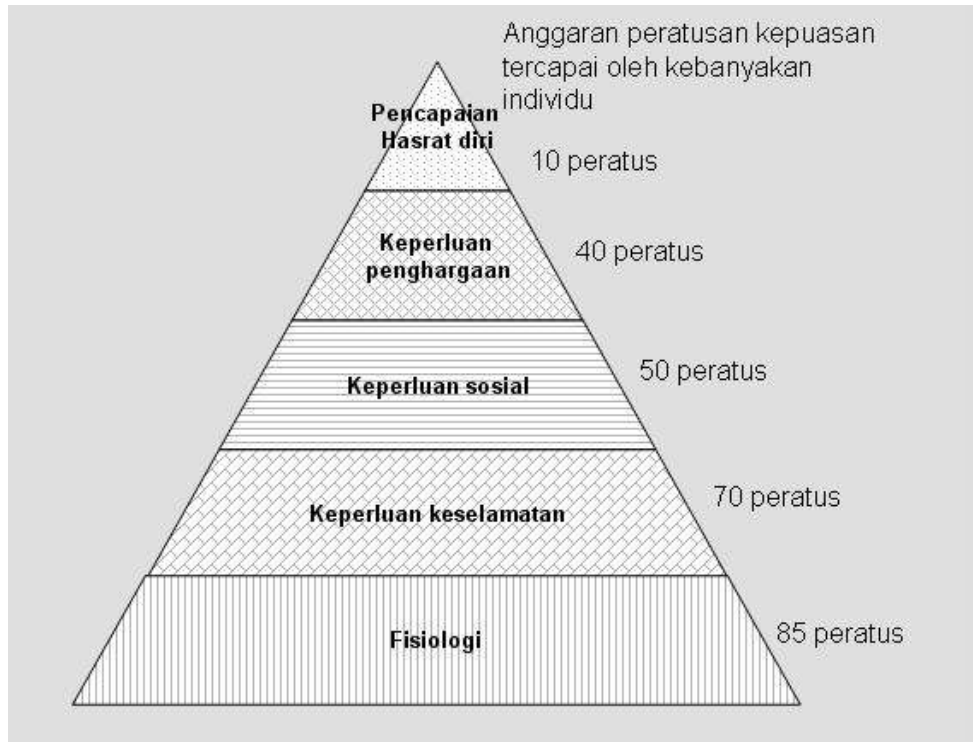 Anggaran peratusan kepuasan
tercapai oleh kebanyakan
individu
Pencapaian
Hasrat diri
10 peratus
Keperluan
penghargaan
40 peratus
Keperluan sosial
50 peratus
Keperluan keselamatan
70 peratus
Fisiologi
85 peratus